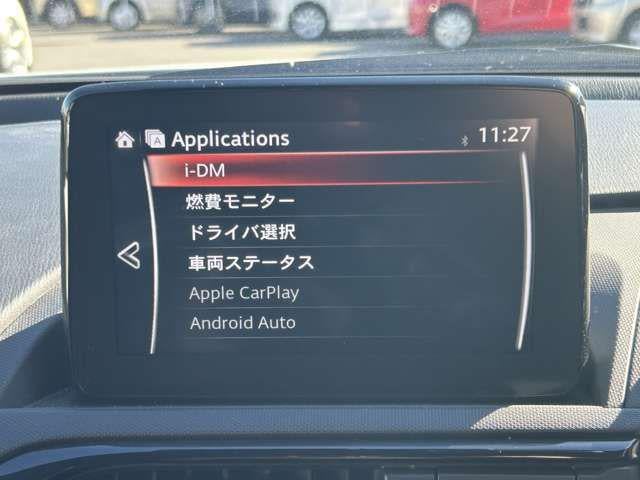 Applications
11:27
i-DM
燃費モニター
ドライバ選択
車両ステータス
Apple CarPlay
Android Auto